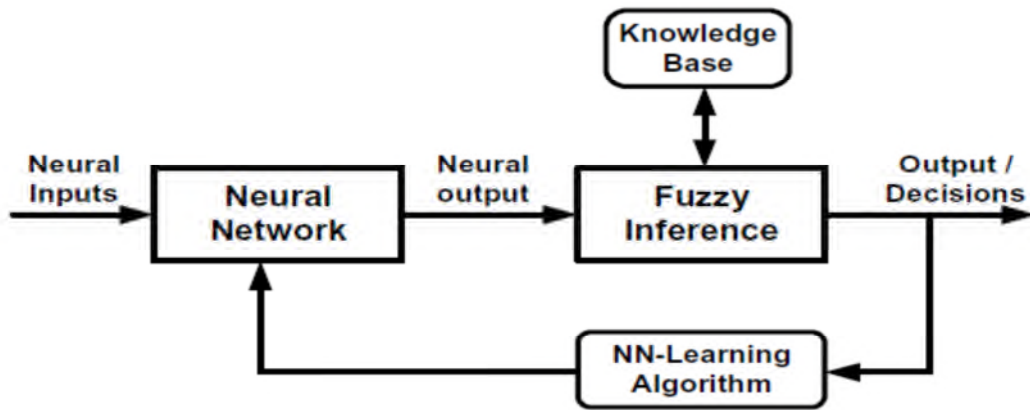 Knowledge
Base
Neural
Inputs
Neural
Network
Neural
output
Fuzzy
Inference
Output /
Decisions
NN-Learning
Algorithm